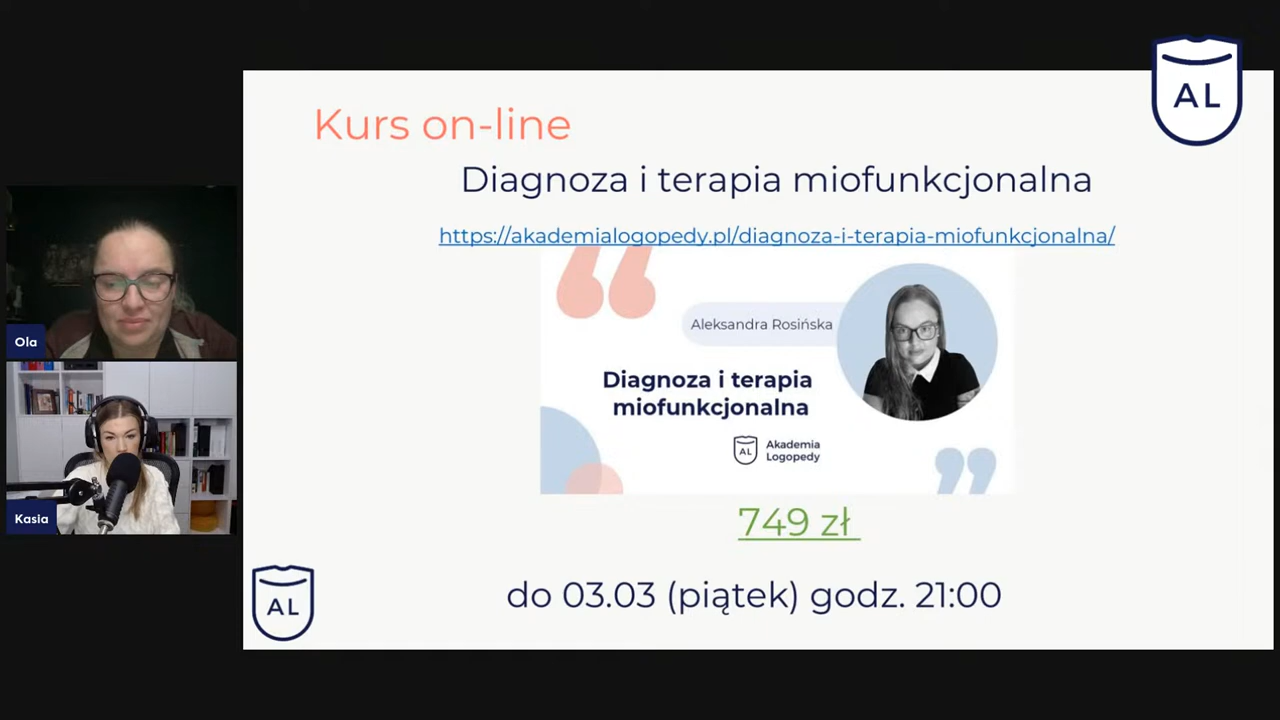 AL
Kurs on-line
Diagnoza i terapia miofunkcjonalna
https://akademialogopedy.pl/diagnoza-i-terapia-miofunkcjonalna/
Aleksandra Rosińska
Diagnoza i terapia
miofunkcjonalna
AL
Akademia
Logopedy
749 zł
do 03.03 (piątek) godz. 21:00
AL
Ola
Kasia